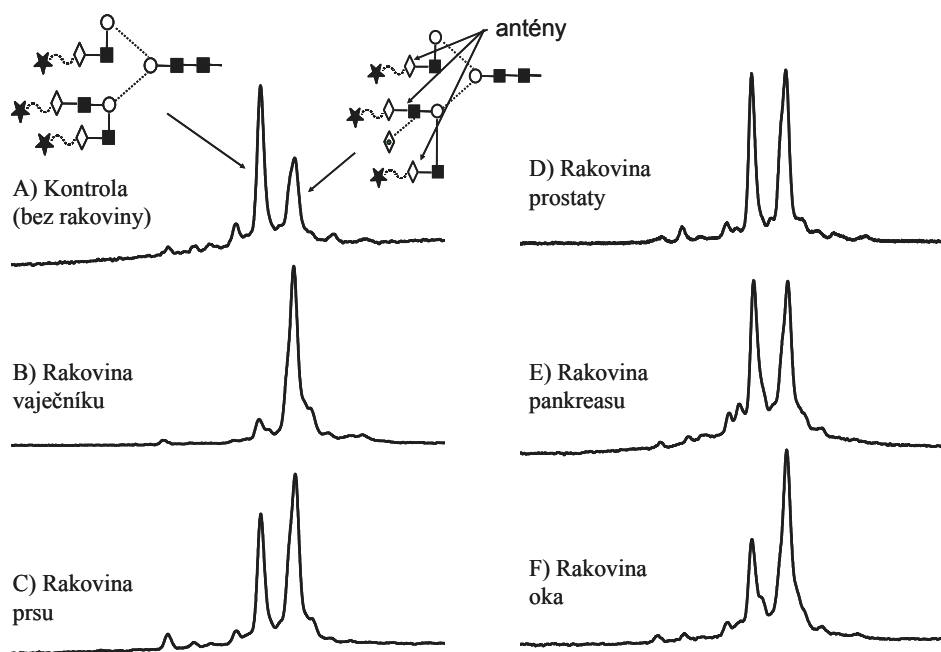 antény
A) Kontrola
(bez rakoviny)
B) Rakovina
vaječníku
C) Rakovina
prsu
D) Rakovina
prostaty
E) Rakovina
pankreasu
F) Rakovina
oka